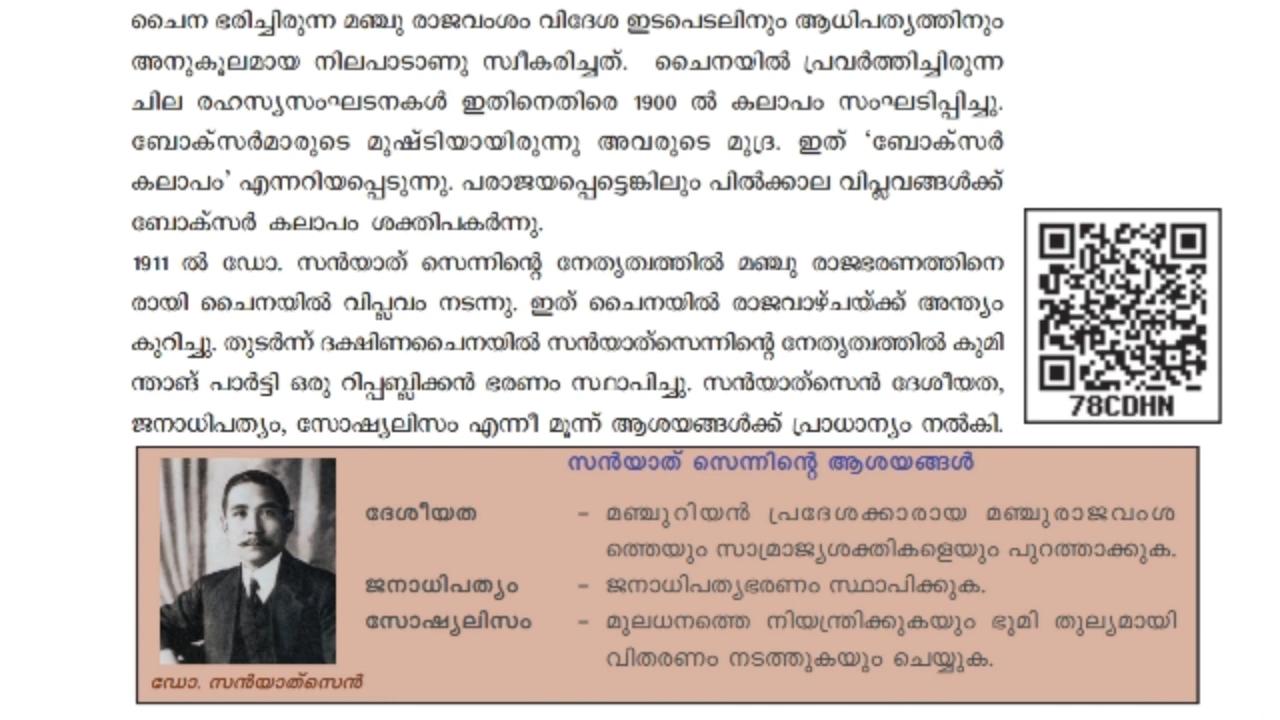 ചൈന ഭരിച്ചിരുന്ന മഞ്ചു രാജവംശം വിദേശ ഇടപെടലിനും ആധിപത്യത്തിനും
അനുകൂലമായ നിലപാടാണു സ്വീകരിച്ചത്. ചൈനയിൽ പ്രവർത്തിച്ചിരുന്ന
ചില രഹസ്യസംഘടനകൾ ഇതിനെതിരെ 1900 ൽ കലാപം സംഘടിപ്പിച്ചു.
ബോക്സർമാരുടെ മുഷ്ടിയായിരുന്നു അവരുടെ മുദ്ര. ഇത് 'ബോക്സർ
കലാപം' എന്നറിയപ്പെടുന്നു. പരാജയപ്പെട്ടെങ്കിലും പിൽക്കാല വിപ്ലവങ്ങൾക്ക്
ബോക്സർ കലാപം ശക്തിപകർന്നു.
1911 ൽ ഡോ. സൻയാത് സെന്നിന്റെ നേതൃത്വത്തിൽ മഞ്ചു രാജഭരണത്തിനെ
രായി ചൈനയിൽ വിപ്ലവം നടന്നു. ഇത് ചൈനയിൽ രാജവാഴ്ചയ്ക്ക് അന്ത്യം
കുറിച്ചു. തുടർന്ന് ദക്ഷിണചൈനയിൽ സൻയാത്സെന്നിന്റെ നേതൃത്വത്തിൽ കുമി
ന്താങ് പാർട്ടി ഒരു റിപ്പബ്ലിക്കൻ ഭരണം സ്ഥാപിച്ചു. സൻയാത്സെൻ ദേശീയത,
ജനാധിപത്യം, സോഷ്യലിസം എന്നീ മൂന്ന് ആശയങ്ങൾക്ക് പ്രാധാന്യം നൽകി.
78CDHN
സൻയാത് സെന്നിന്റെ ആശയങ്ങൾ
ദേശീയത – മഞ്ചുറിയൻ പ്രദേശക്കാരായ മഞ്ചുരാജവംശ
ത്തെയും സാമ്രാജ്യശക്തികളെയും പുറത്താക്കുക.
ജനാധിപത്യം – ജനാധിപത്യഭരണം സ്ഥാപിക്കുക.
സോഷ്യലിസം – മൂലധനത്തെ നിയന്ത്രിക്കുകയും ഭൂമി തുല്യമായി
വിതരണം നടത്തുകയും ചെയ്യുക.
ഡോ. സൻയാത്സെൻ